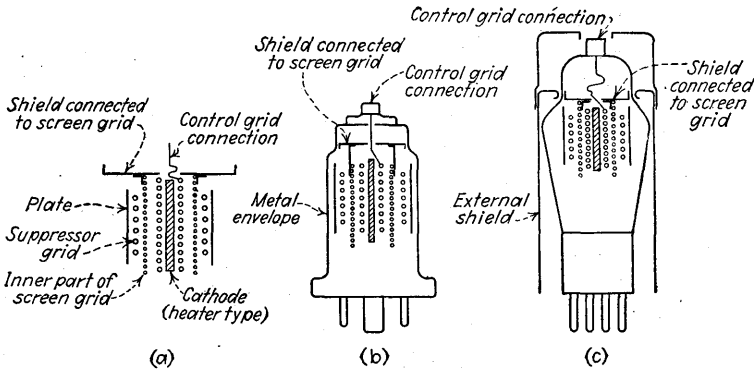 Shield connected
to screen grid
Control grid
connection
Plate
Suppressor
grid
Inner part of
screen grid
Cathode
(heater type)
(a)
Shield connected
to screen grid
Control grid
connection
Metal
envelope
(b)
Control grid connection
Shield
connected
to screen
grid
External
shield
(c)